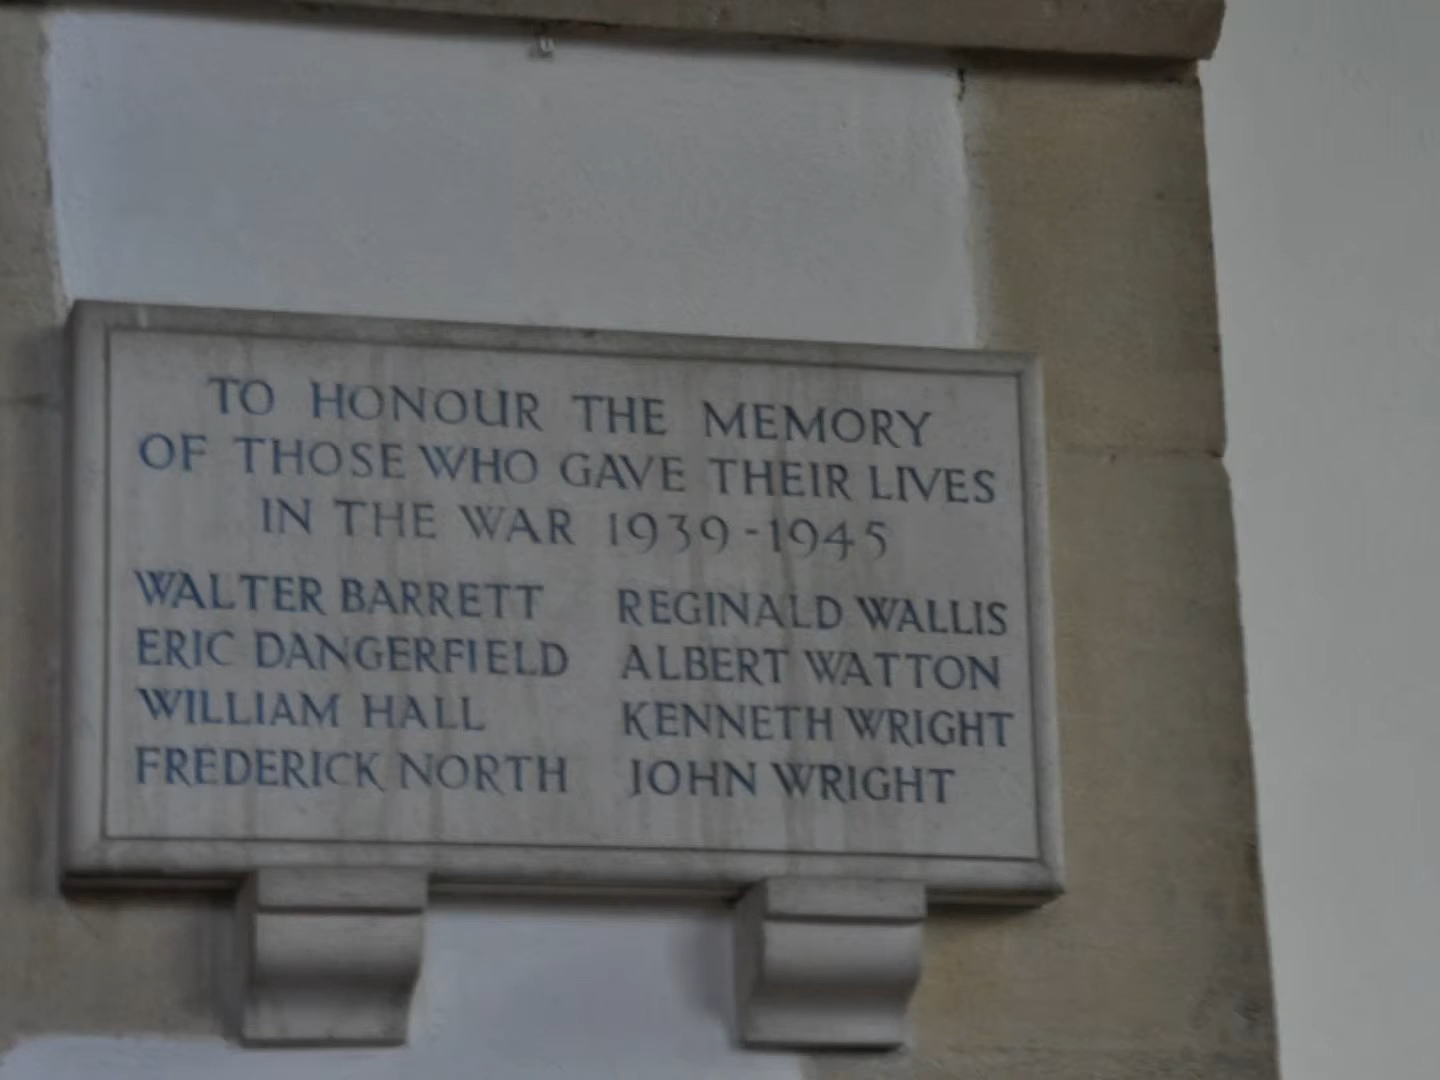 TO HONOUR THE MEMORY
OF THOSE WHO GAVE THEIR LIVES
IN THE WAR 1939-1945
WALTER BARRETT
ERIC DANGERFIELD
WILLIAM HALL
FREDERICK NORTH
REGINALD WALLIS
ALBERT WATTON
KENNETH WRIGHT
JOHN WRIGHT